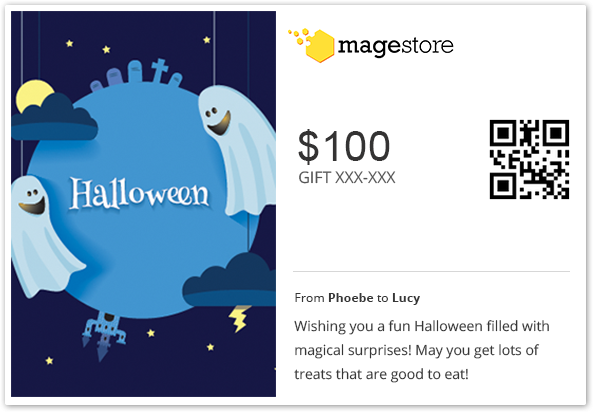 Halloween
magestore
$100
GIFT XXX-XXX
From Phoebe to Lucy
Wishing you a fun Halloween filled with
magical surprises! May you get lots of
treats that are good to eat!